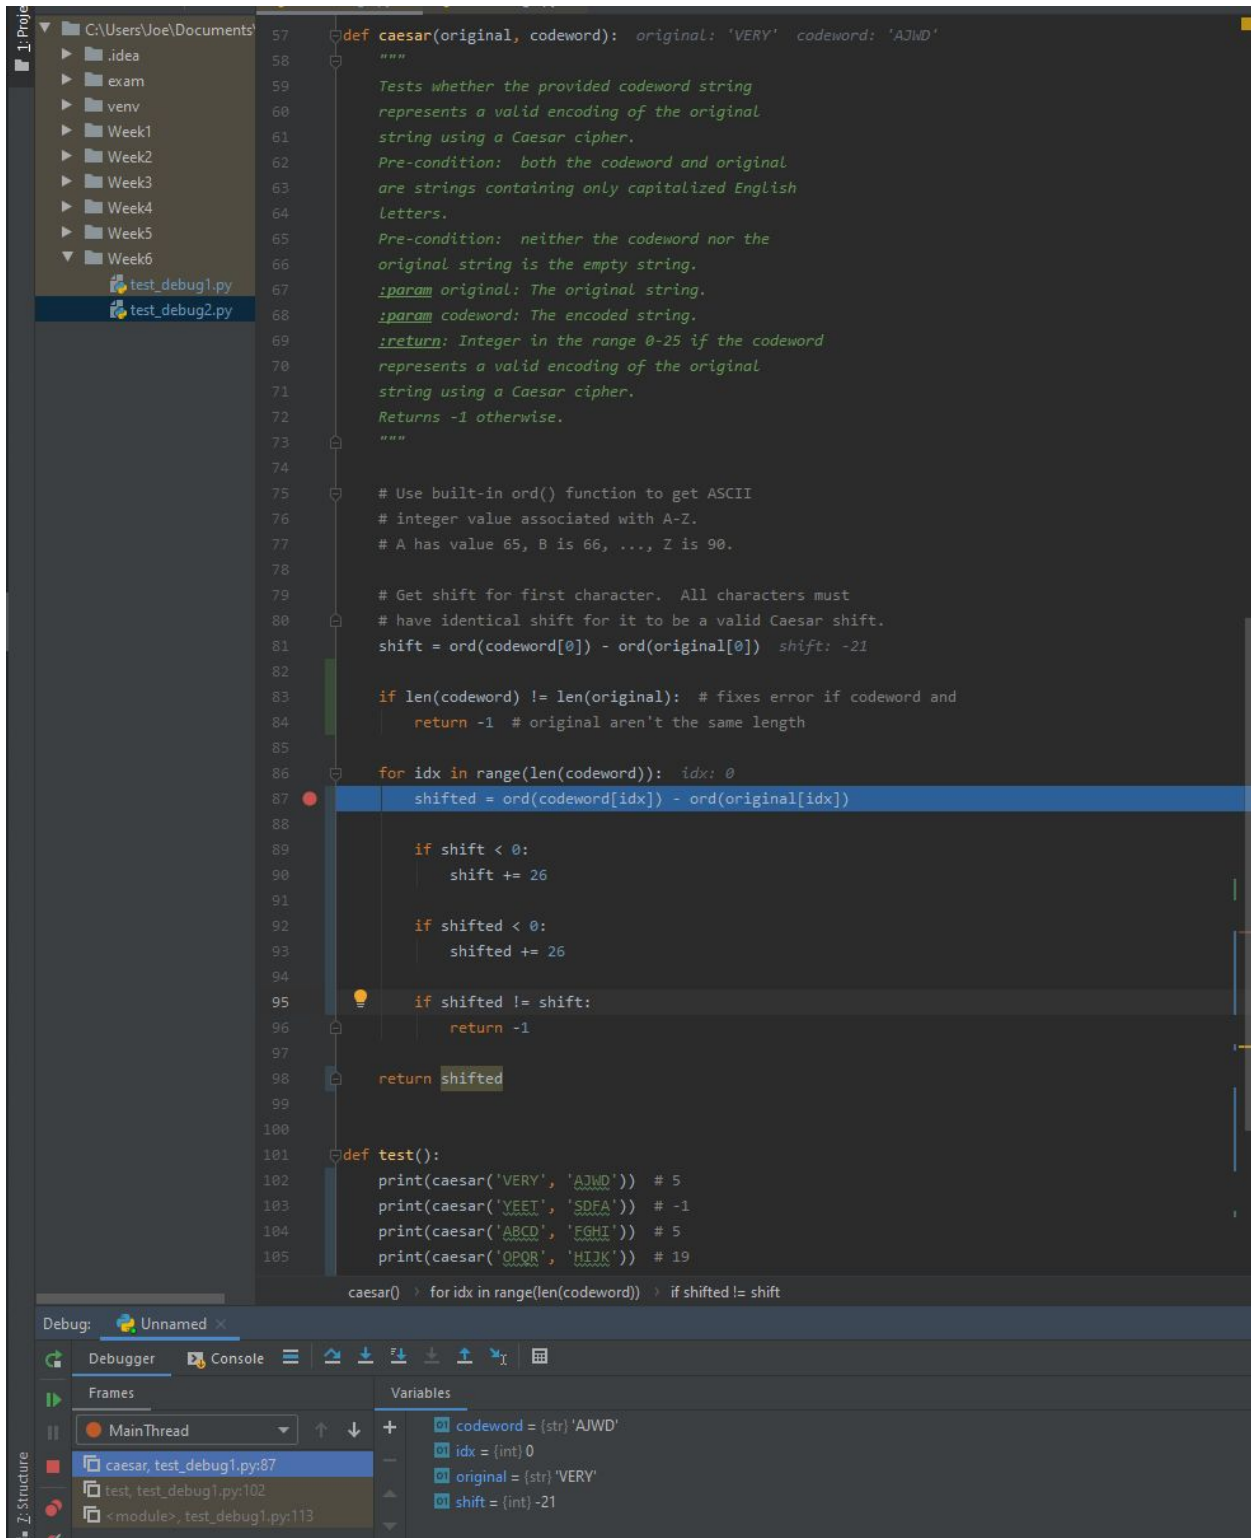 1: Proje
C:\Users\Joe\Documents\
.idea
exam
venv
Week1
Week2
Week3
Week4
Week5
Week6
test_debug1.py
test_debug2.py
57 def caesar(original, codeword): original: 'VERY' codeword: 'AJWD'
58 """
59 Tests whether the provided codeword string
60 represents a valid encoding of the original
61 string using a Caesar cipher.
62 Pre-condition: both the codeword and original
63 are strings containing only capitalized English
64 letters.
65 Pre-condition: neither the codeword nor the
66 original string is the empty string.
67 :param original: The original string.
68 :param codeword: The encoded string.
69 :return: Integer in the range 0-25 if the codeword
70 represents a valid encoding of the original
71 string using a Caesar cipher.
72 Returns -1 otherwise.
73 """
74
75 # Use built-in ord() function to get ASCII
76 # integer value associated with A-Z.
77 # A has value 65, B is 66, ..., Z is 90.
78
79 # Get shift for first character. All characters must
80 # have identical shift for it to be a valid Caesar shift.
81 shift = ord(codeword[0]) - ord(original[0]) shift: -21
82
83 if len(codeword) != len(original): # fixes error if codeword and
84 return -1 # original aren't the same length
85
86 for idx in range(len(codeword)): idx: 0
87 shifted = ord(codeword[idx]) - ord(original[idx])
88
89 if shift < 0:
90 shift += 26
91
92 if shifted < 0:
93 shifted += 26
94
95 if shifted != shift:
96 return -1
97
98 return shifted
99
100
101 def test():
102 print(caesar('VERY', 'AJWD')) # 5
103 print(caesar('YEET', 'SDFA')) # -1
104 print(caesar('ABCD', 'FGHI')) # 5
105 print(caesar('OPQR', 'HIJK')) # 19
caesar() › for idx in range(len(codeword)) › if shifted != shift
Debug: Unnamed ×
Debugger Console
Frames
Variables
MainThread
caesar, test_debug1.py:87
test, test_debug1.py:102
<module>, test_debug1.py:113
codeword = {str} 'AJWD'
idx = {int} 0
original = {str} 'VERY'
shift = {int} -21
7: Structure